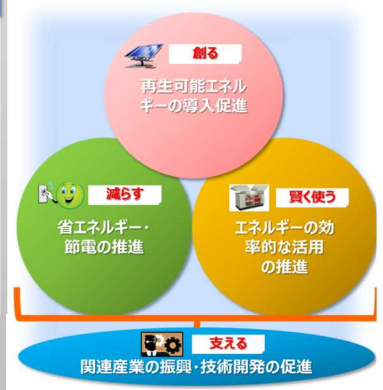 創る
再生可能エネル
ギーの導入促進
減らす
省エネルギー・
節電の推進
賢く使う
エネルギーの効
率的な活用
の推進
支える
関連産業の振興・技術開発の促進